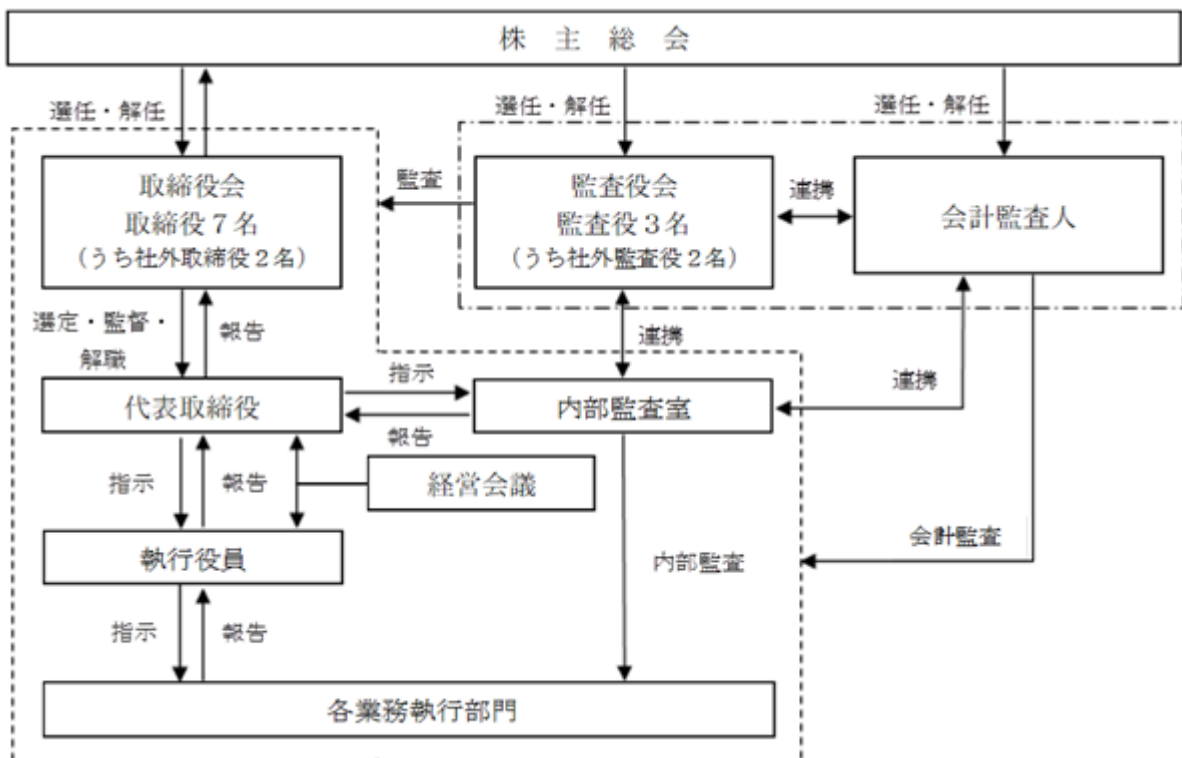 株主総会
選任・解任
選任・解任
選任・解任
取締役会
取締役７名
(うち社外取締役２名)
監査
監査役会
監査役３名
(うち社外監査役２名)
連携
会計監査人
選定・監督・
解職
報告
連携
連携
代表取締役
指示
報告
内部監査室
経営会議
指示
報告
執行役員
内部監査
会計監査
指示
報告
各業務執行部門